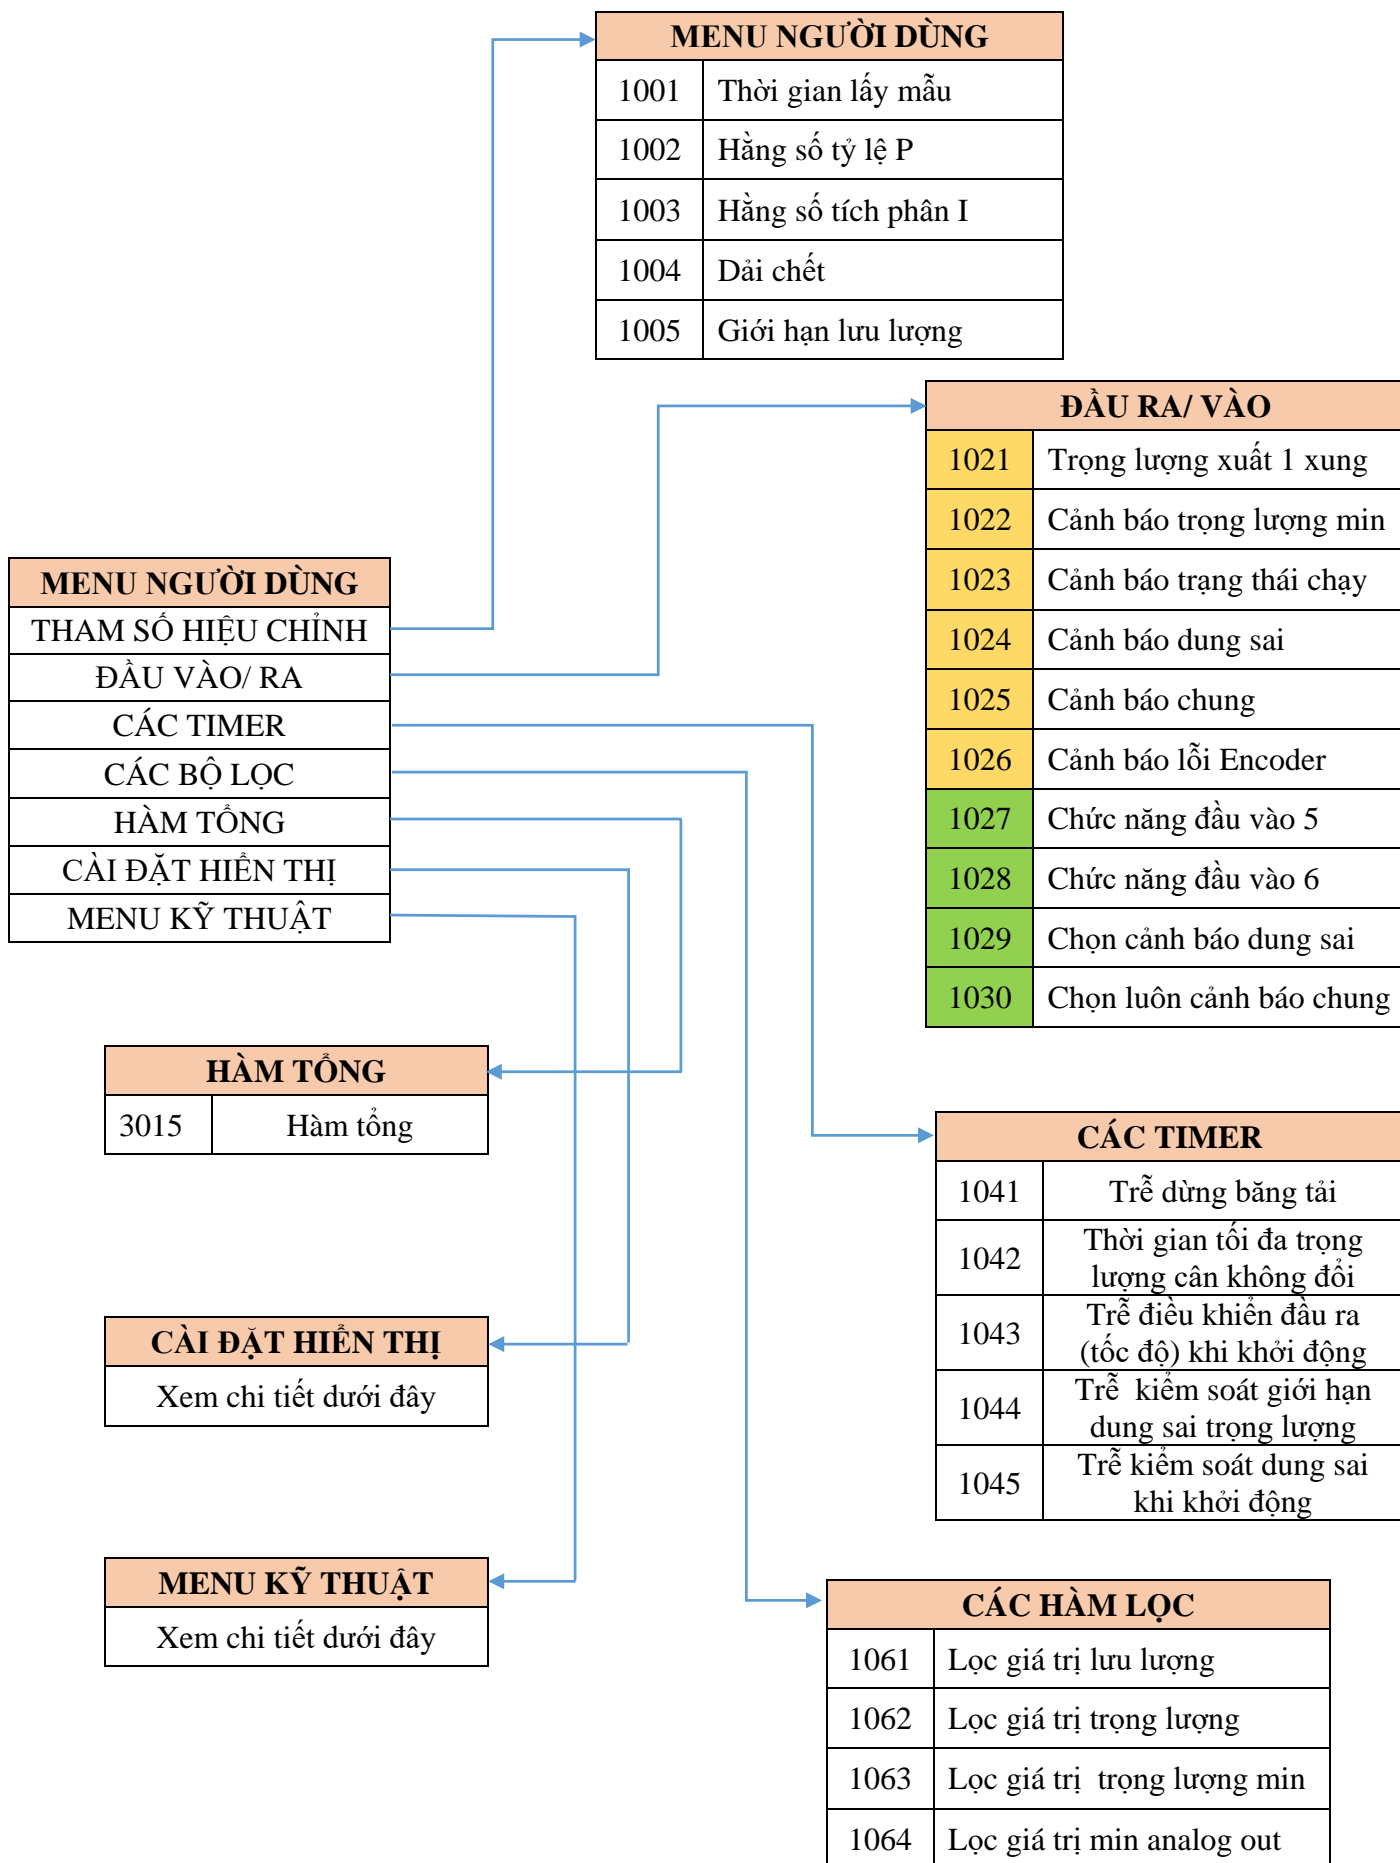 MENU NGƯỜI DÙNG
1001 Thời gian lấy mẫu
1002 Hằng số tỷ lệ P
1003 Hằng số tích phân I
1004 Dải chết
1005 Giới hạn lưu lượng
ĐẦU RA/ VÀO
1021 Trọng lượng xuất 1 xung
1022 Cảnh báo trọng lượng min
1023 Cảnh báo trạng thái chạy
1024 Cảnh báo dung sai
1025 Cảnh báo chung
1026 Cảnh báo lỗi Encoder
1027 Chức năng đầu vào 5
1028 Chức năng đầu vào 6
1029 Chọn cảnh báo dung sai
1030 Chọn luôn cảnh báo chung
MENU NGƯỜI DÙNG
THAM SỐ HIỆU CHỈNH
ĐẦU VÀO/ RA
CÁC TIMER
CÁC BỘ LỌC
HÀM TỔNG
CÀI ĐẶT HIỂN THỊ
MENU KỸ THUẬT
HÀM TỔNG
3015 Hàm tổng
CÁC TIMER
1041 Trễ dừng băng tải
1042 Thời gian tối đa trọng
lượng cân không đổi
1043 Trễ điều khiển đầu ra
(tốc độ) khi khởi động
1044 Trễ kiểm soát giới hạn
dung sai trọng lượng
1045 Trễ kiểm soát dung sai
khi khởi động
CÀI ĐẶT HIỂN THỊ
Xem chi tiết dưới đây
MENU KỸ THUẬT
Xem chi tiết dưới đây
CÁC HÀM LỌC
1061 Lọc giá trị lưu lượng
1062 Lọc giá trị trọng lượng
1063 Lọc giá trị trọng lượng min
1064 Lọc giá trị min analog out